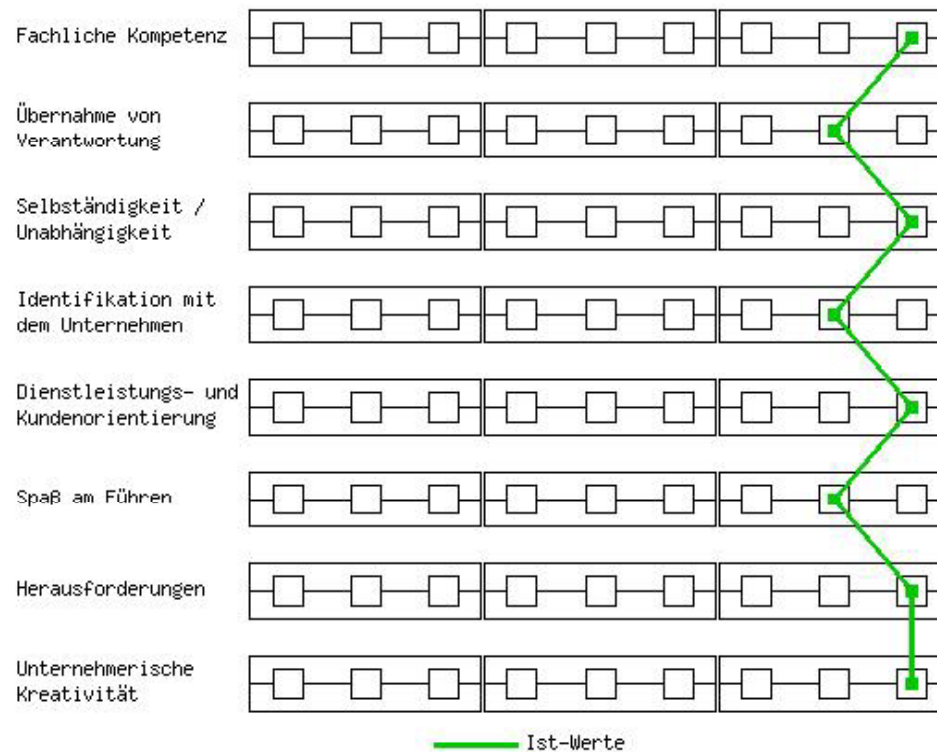 Fachliche Kompetenz
Übernahme von
Verantwortung
Selbständigkeit /
Unabhängigkeit
Identifikation mit
dem Unternehmen
Dienstleistungs- und
Kundenorientierung
Spaß am Führen
Herausforderungen
Unternehmerische
Kreativität
Ist-Werte